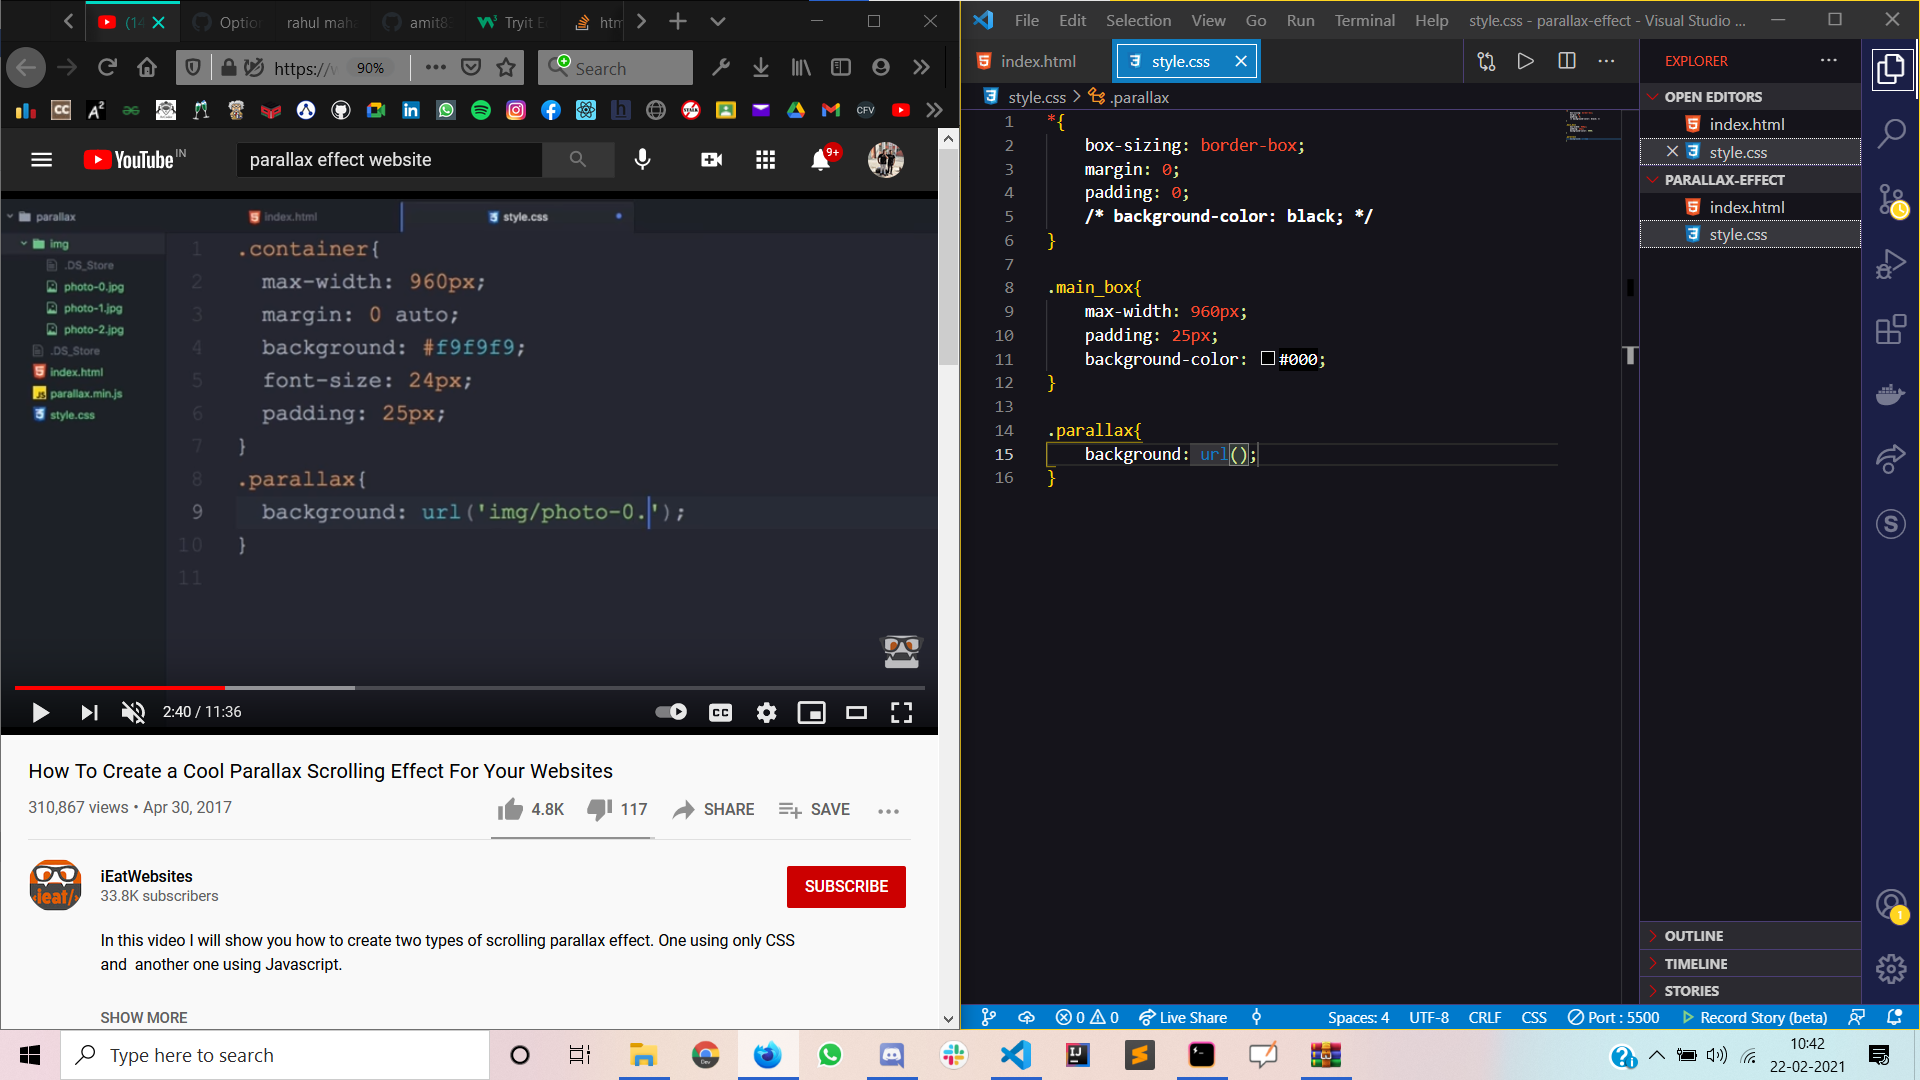 Option
rahul mah
amit8
Tryit E
htm
https://
90%
Search
YouTube IN
parallax effect website
9+
parallax
img
.DS_Store
photo-0.jpg
photo-1.jpg
photo-2.jpg
.DS_Store
index.html
parallax.min.js
style.css
index.html
style.css
1 .container{
2 max-width: 960px;
3 margin: 0 auto;
4 background: #f9f9f9;
5 font-size: 24px;
6 padding: 25px;
7 }
8 .parallax{
9 background: url('img/photo-0.');
10 }
11
2:40 / 11:36
CC
How To Create a Cool Parallax Scrolling Effect For Your Websites
310,867 views • Apr 30, 2017
4.8K
117
SHARE
SAVE
iEatWebsites
33.8K subscribers
SUBSCRIBE
In this video I will show you how to create two types of scrolling parallax effect. One using only CSS
and another one using Javascript.
SHOW MORE
File Edit Selection View Go Run Terminal Help
style.css - parallax-effect - Visual Studio ...
index.html
style.css
style.css > .parallax
1 *{
2 box-sizing: border-box;
3 margin: 0;
4 padding: 0;
5 /* background-color: black; */
6 }
7
8 .main_box{
9 max-width: 960px;
10 padding: 25px;
11 background-color: #000;
12 }
13
14 .parallax{
15 background: url();
16 }
EXPLORER
OPEN EDITORS
index.html
style.css
PARALLAX-EFFECT
index.html
style.css
OUTLINE
TIMELINE
STORIES
1
0 0
Live Share
Spaces: 4
UTF-8
CRLF
CSS
Port : 5500
Record Story (beta)
Type here to search
10:42
22-02-2021